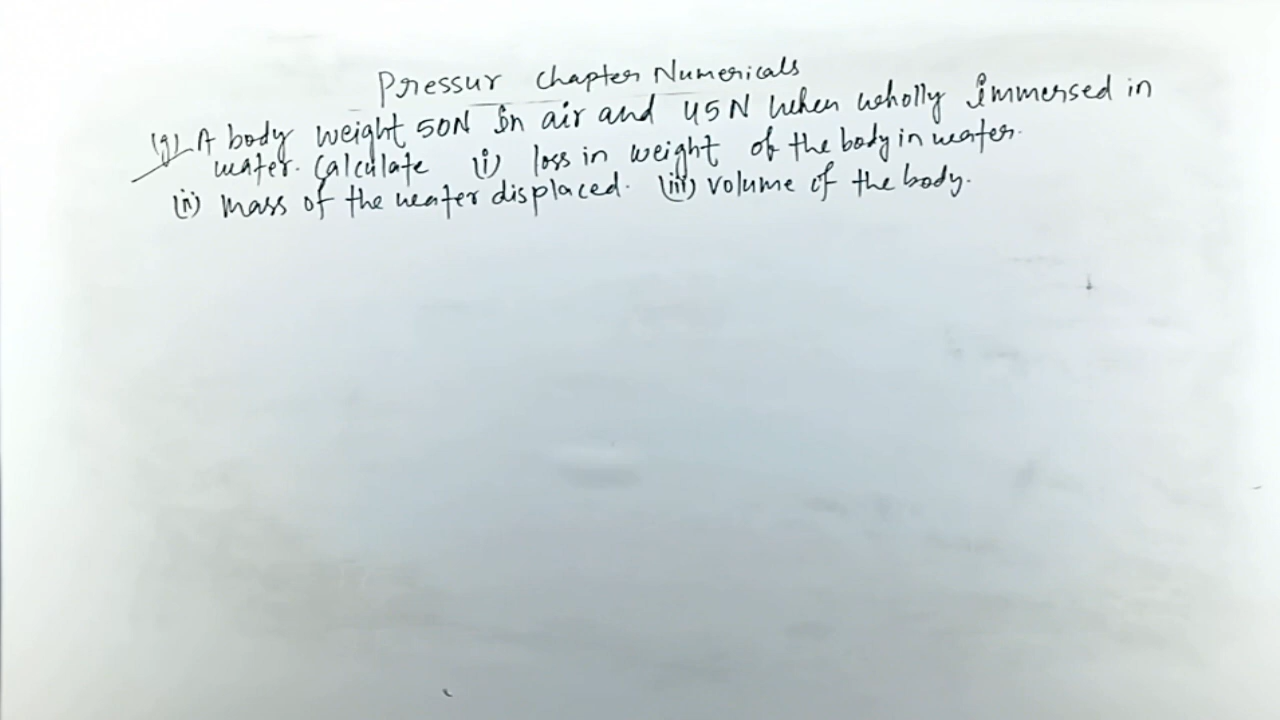 Pressur chapter Numericals
(9) A body weight 50N in air and 45N when wholly immersed in
water. Calculate (i) loss in weight of the body in water.
(ii) mass of the water displaced. (iii) volume of the body.